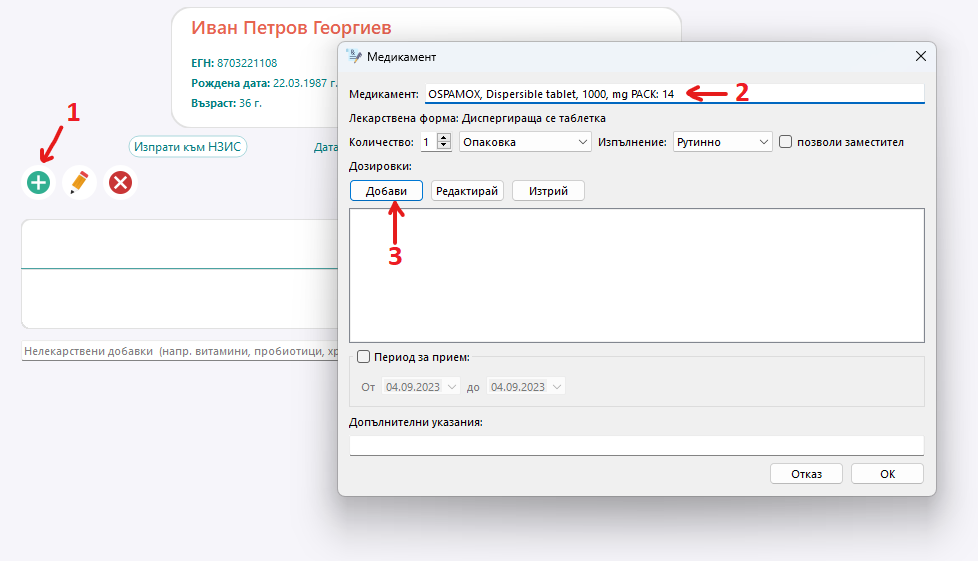 Иван Петров Георгиев
ЕГН: 8703221108
Рождена дата: 22.03.1987 г.
Възраст: 36 г.
1
Изпрати към НЗИС
Дата
Нелекарствени добавки (напр. витамини, пробиотици,
Медикамент
Медикамент: OSPAMOX, Dispersible tablet, 1000, mg PACK: 14
2
Лекарствена форма: Диспергираща се таблетка
Количество: 1 Опаковка Изпълнение: Рутинно позволи заместител
Дозировки:
Добави Редактирай Изтрий
3
Период за прием:
От 04.09.2023 до 04.09.2023
Допълнителни указания:
Отказ OK